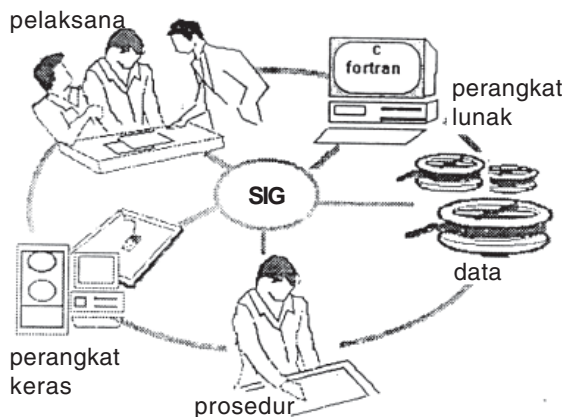 pelaksana
C
fortran
perangkat
lunak
SIG
data
perangkat
keras
prosedur